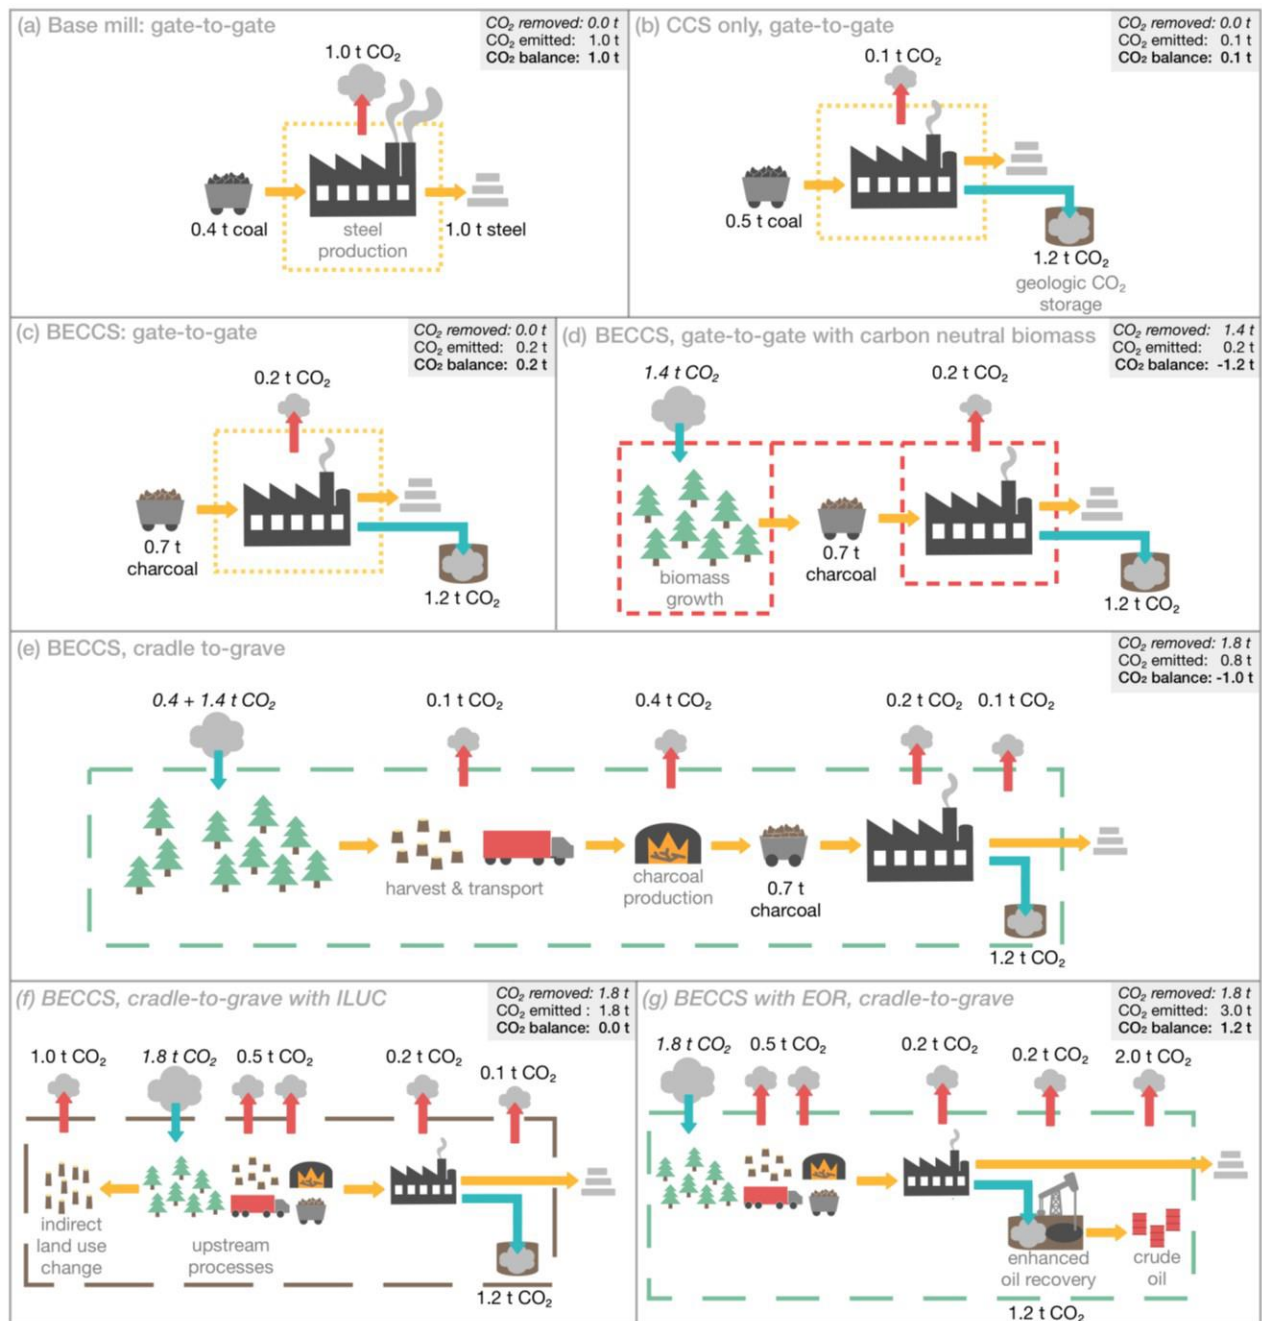 (a) Base mill: gate-to-gate
CO₂ removed: 0.0 t
CO₂ emitted: 1.0 t
CO₂ balance: 1.0 t
1.0 t CO₂
0.4 t coal
steel
production
1.0 t steel
(b) CCS only, gate-to-gate
CO₂ removed: 0.0 t
CO₂ emitted: 0.1 t
CO₂ balance: 0.1 t
0.1 t CO₂
0.5 t coal
1.2 t CO₂
geologic CO₂
storage
(c) BECCS: gate-to-gate
CO₂ removed: 0.0 t
CO₂ emitted: 0.2 t
CO₂ balance: 0.2 t
0.2 t CO₂
0.7 t
charcoal
1.2 t CO₂
(d) BECCS, gate-to-gate with carbon neutral biomass
CO₂ removed: 1.4 t
CO₂ emitted: 0.2 t
CO₂ balance: -1.2 t
1.4 t CO₂
0.2 t CO₂
biomass
growth
0.7 t
charcoal
1.2 t CO₂
(e) BECCS, cradle to-grave
CO₂ removed: 1.8 t
CO₂ emitted: 0.8 t
CO₂ balance: -1.0 t
0.4 + 1.4 t CO₂
0.1 t CO₂
0.4 t CO₂
0.2 t CO₂
0.1 t CO₂
harvest & transport
charcoal
production
0.7 t
charcoal
1.2 t CO₂
(f) BECCS, cradle-to-grave with ILUC
CO₂ removed: 1.8 t
CO₂ emitted : 1.8 t
CO₂ balance: 0.0 t
1.0 t CO₂
1.8 t CO₂
0.5 t CO₂
0.2 t CO₂
0.1 t CO₂
indirect
land use
change
upstream
processes
1.2 t CO₂
(g) BECCS with EOR, cradle-to-grave
CO₂ removed: 1.8 t
CO₂ emitted: 3.0 t
CO₂ balance: 1.2 t
1.8 t CO₂
0.5 t CO₂
0.2 t CO₂
0.2 t CO₂
2.0 t CO₂
enhanced
oil recovery
crude
oil
1.2 t CO₂